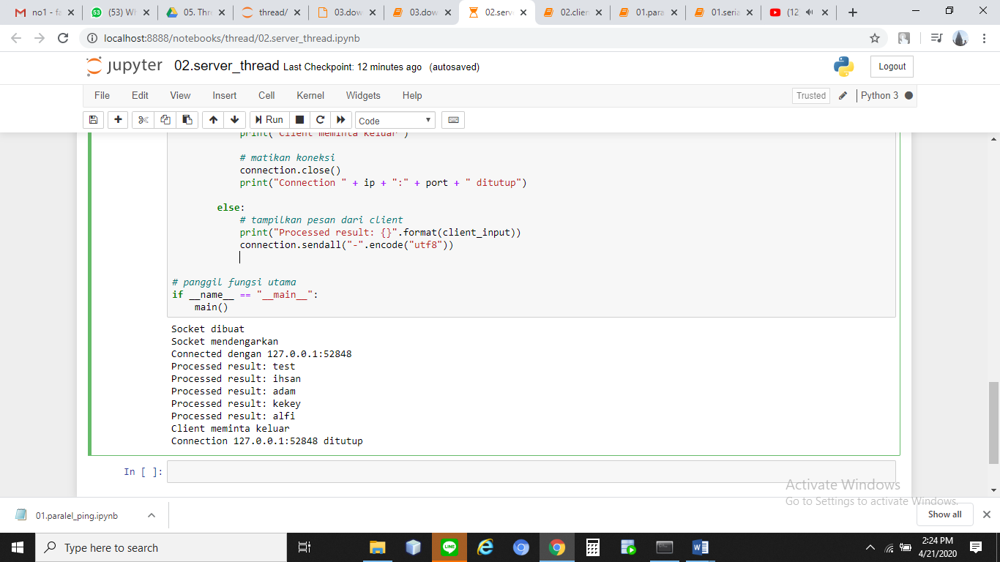 no1 - fa
53
(53) Wh
05. Thre
thread/
03.dow
03.dow
02.serv
02.clien
01.para
01.seria
(12
localhost:8888/notebooks/thread/02.server_thread.ipynb
jupyter 02.server_thread Last Checkpoint: 12 minutes ago (autosaved)
Logout
File Edit View Insert Cell Kernel Widgets Help
Trusted Python 3
Run Code
print("Client meminta keluar")
# matikan koneksi
connection.close()
print("Connection " + ip + ":" + port + " ditutup")
else:
# tampilkan pesan dari client
print("Processed result: {}".format(client_input))
connection.sendall("-".encode("utf8"))
# panggil fungsi utama
if __name__ == "__main__":
main()
Socket dibuat
Socket mendengarkan
Connected dengan 127.0.0.1:52848
Processed result: test
Processed result: ihsan
Processed result: adam
Processed result: kekey
Processed result: alfi
Client meminta keluar
Connection 127.0.0.1:52848 ditutup
In [ ]:
Activate Windows
Go to Settings to activate Windows.
01.paralel_ping.ipynb
Show all
Type here to search
LINE
2:24 PM
4/21/2020